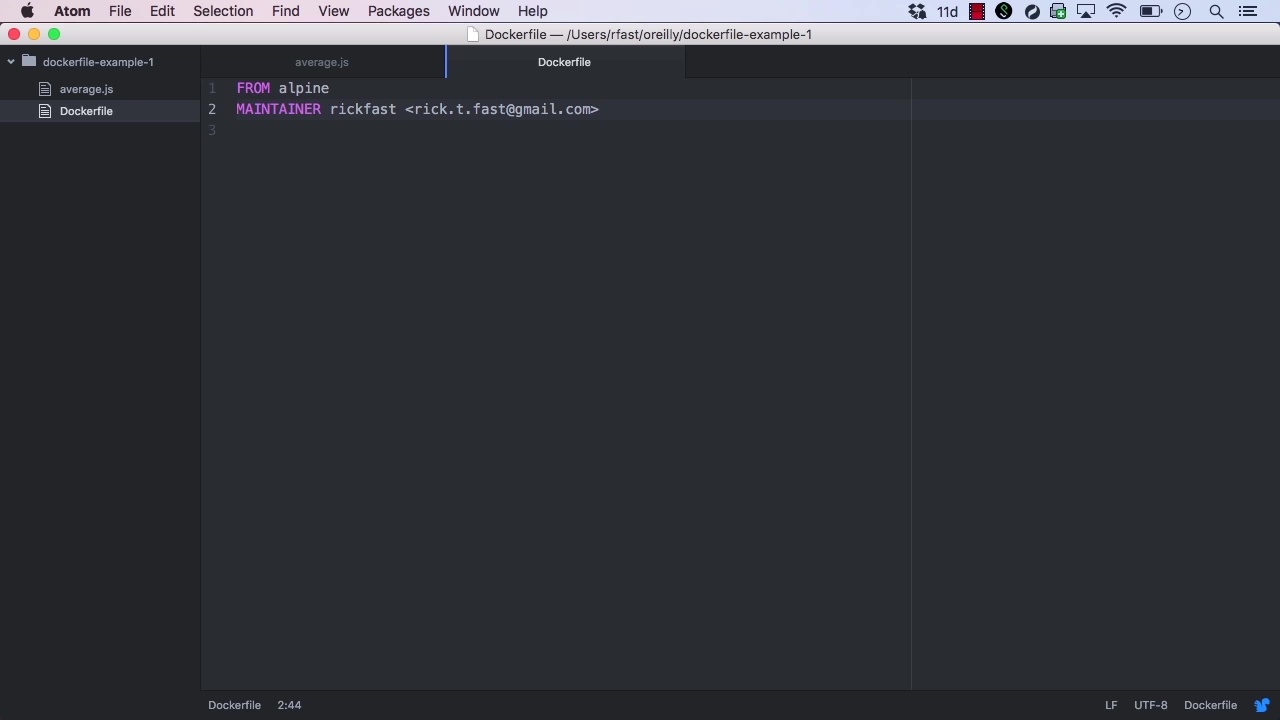 Atom File Edit Selection Find View Packages Window Help 11d
Dockerfile — /Users/rfast/oreilly/dockerfile-example-1
dockerfile-example-1
average.js
Dockerfile
average.js
Dockerfile
1 FROM alpine
2 MAINTAINER rickfast <rick.t.fast@gmail.com>
3
Dockerfile 2:44
LF UTF-8 Dockerfile